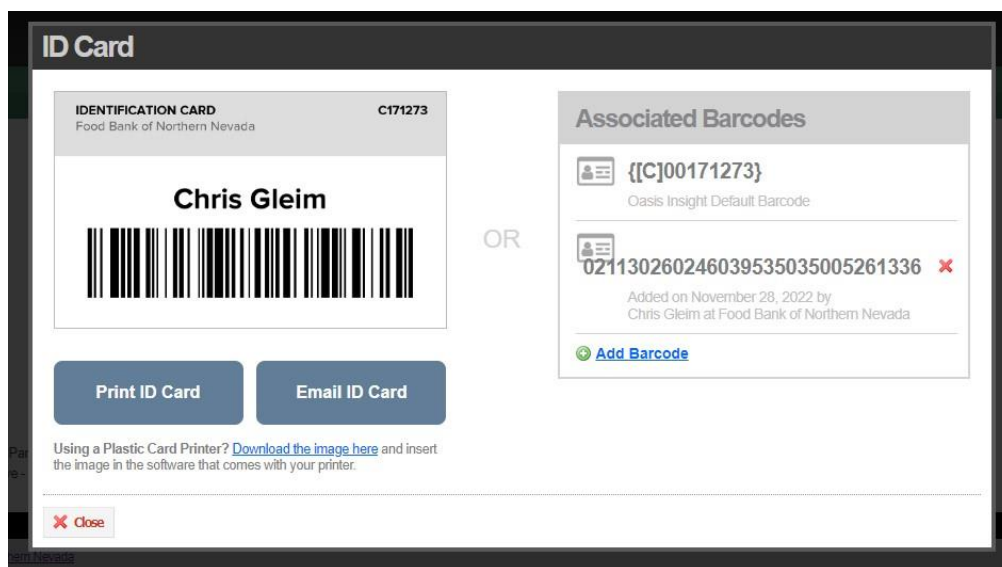 ID Card
IDENTIFICATION CARD
C171273
Food Bank of Northern Nevada
Chris Gleim
OR
Associated Barcodes
{[C]00171273}
Oasis Insight Default Barcode
021130260246039535035005261336
Added on November 28, 2022 by
Chris Gleim at Food Bank of Northern Nevada
Add Barcode
Print ID Card
Email ID Card
Using a Plastic Card Printer? Download the image here and insert
the image in the software that comes with your printer.
Close